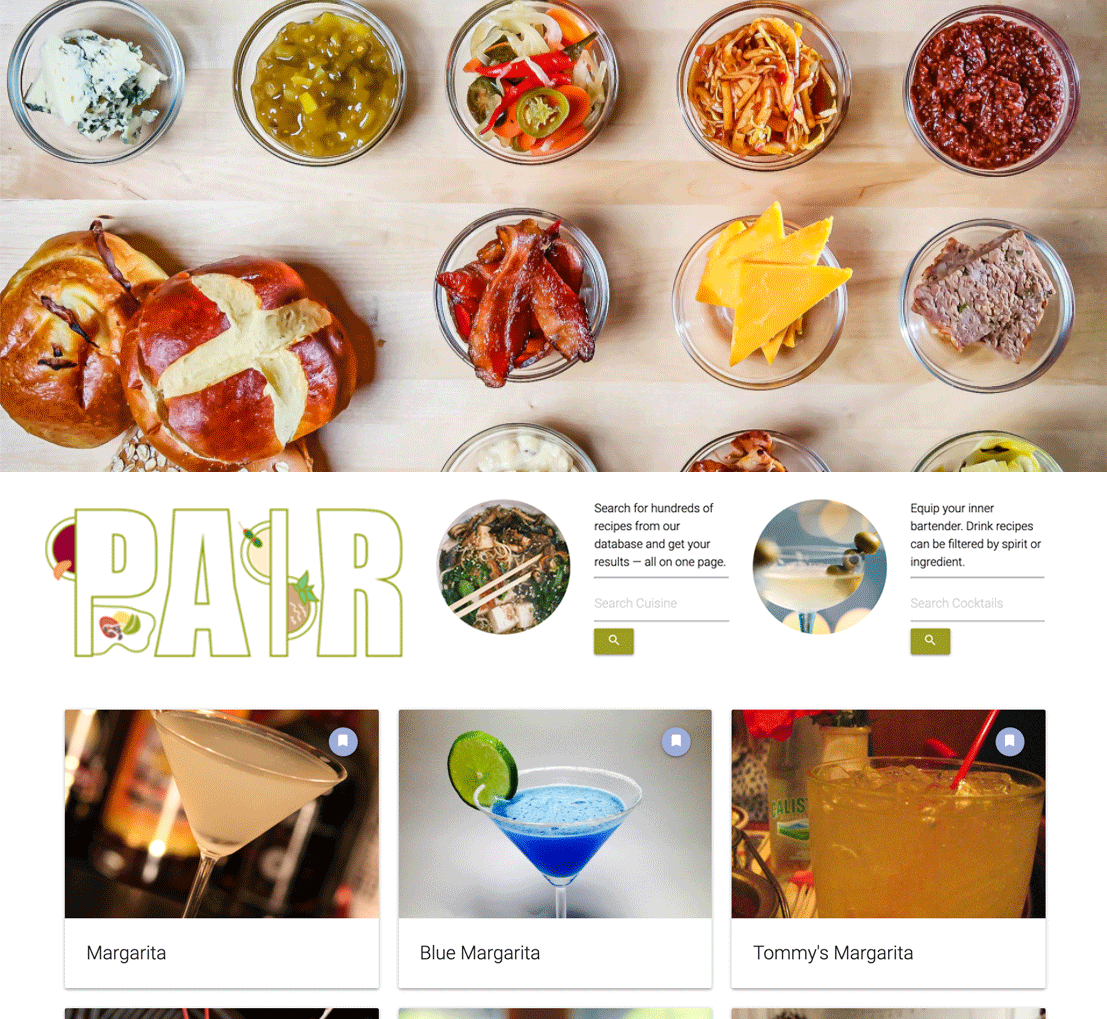 PAIR
Search for hundreds of
recipes from our
database and get your
results — all on one page.
Search Cuisine
Equip your inner
bartender. Drink recipes
can be filtered by spirit or
ingredient.
Search Cocktails
CALIS
Margarita
Blue Margarita
Tommy's Margarita